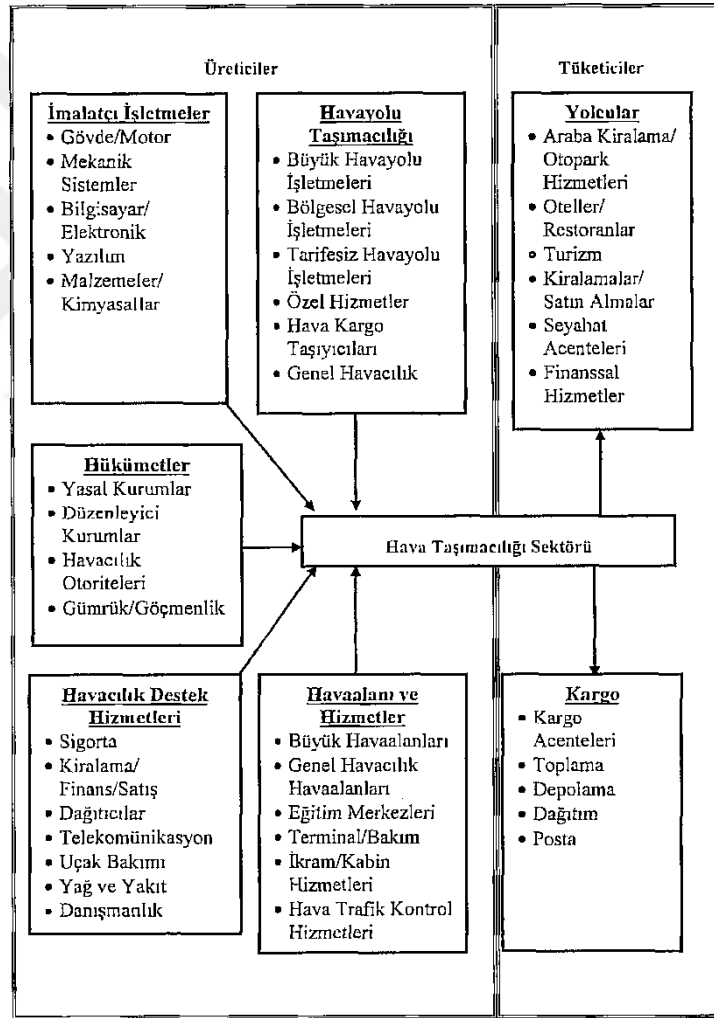 Üreticiler
Tüketiciler
İmalatçı İşletmeler
• Gövde/Motor
• Mekanik
Sistemler
• Bilgisayar/
Elektronik
• Yazılım
• Malzemeler/
Kimyasallar
Havayolu
Taşımacılığı
• Büyük Havayolu
İşletmeleri
• Bölgesel Havayolu
İşletmeleri
• Tarifesiz Havayolu
İşletmeleri
• Özel Hizmetler
• Hava Kargo
Taşıyıcıları
• Genel Havacılık
Yolcular
• Araba Kiralama/
Otopark
Hizmetleri
• Oteller/
Restoranlar
• Turizm
• Kiralamalar/
Satın Almalar
• Seyahat
Acenteleri
• Finanssal
Hizmetler
Hükümetler
• Yasal Kurumlar
• Düzenleyici
Kurumlar
• Havacılık
Otoriteleri
• Gümrük/Göçmenlik
Hava Taşımacılığı Sektörü
Havacılık Destek
Hizmetleri
• Sigorta
• Kiralama/
Finans/Satış
• Dağıtıcılar
• Telekomünikasyon
• Uçak Bakımı
• Yağ ve Yakıt
• Danışmanlık
Havaalanı ve
Hizmetler
• Büyük Havaalanları
• Genel Havacılık
Havaalanları
• Eğitim Merkezleri
• Terminal/Bakım
• İkram/Kabin
Hizmetleri
• Hava Trafik Kontrol
Hizmetleri
Kargo
• Kargo
Acenteleri
• Toplama
• Depolama
• Dağıtım
• Posta